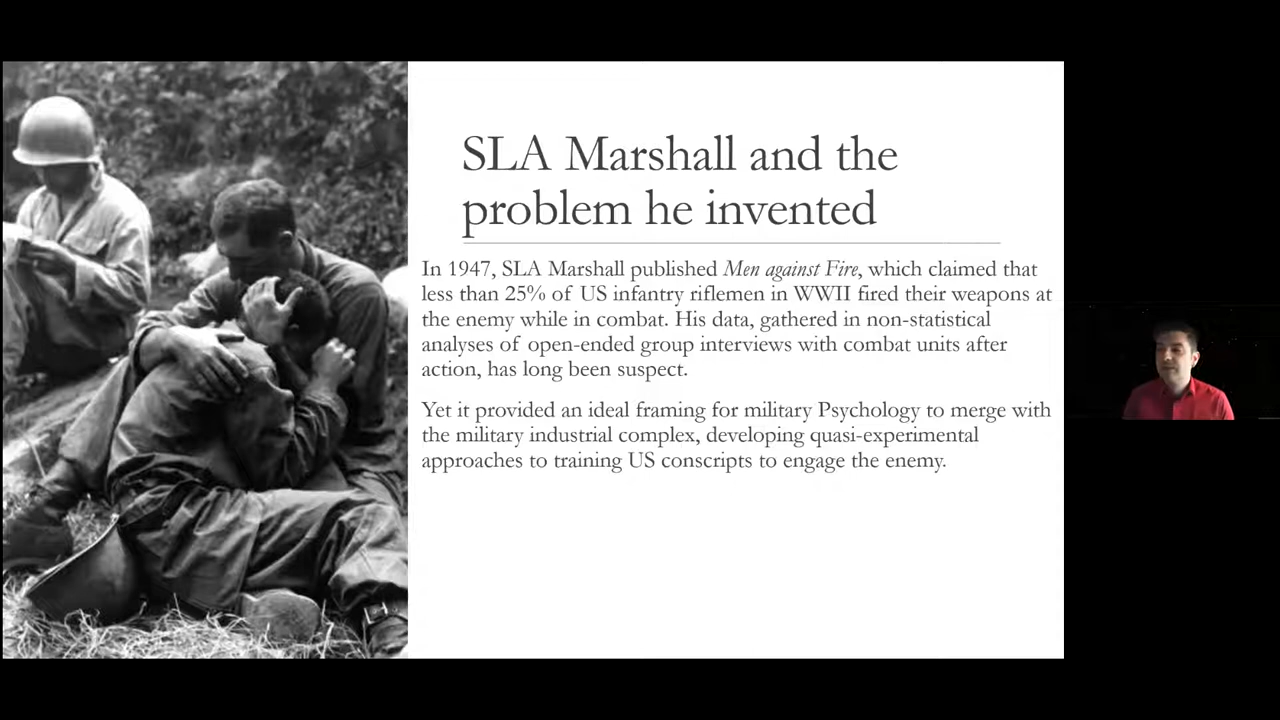 SLA Marshall and the
problem he invented
In 1947, SLA Marshall published Men against Fire, which claimed that
less than 25% of US infantry riflemen in WWII fired their weapons at
the enemy while in combat. His data, gathered in non-statistical
analyses of open-ended group interviews with combat units after
action, has long been suspect.
Yet it provided an ideal framing for military Psychology to merge with
the military industrial complex, developing quasi-experimental
approaches to training US conscripts to engage the enemy.